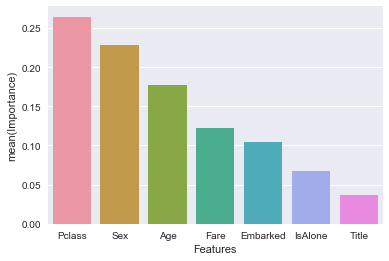 mean(Importance)
0.25
0.20
0.15
0.10
0.05
0.00
Pclass Sex Age Fare Embarked IsAlone Title
Features